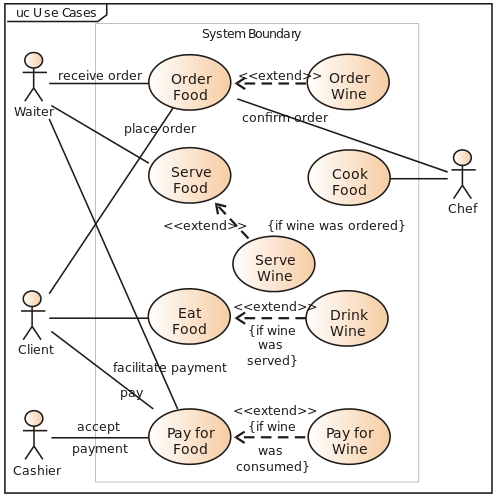 uc Use Cases
System Boundary
Waiter
receive order
Order
Food
<<extend>>
Order
Wine
confirm order
place order
Serve
Food
Cook
Food
Chef
<<extend>>
{if wine was ordered}
Serve
Wine
Client
Eat
Food
<<extend>>
{if wine
was
served}
Drink
Wine
facilitate payment
pay
Cashier
accept
payment
Pay for
Food
<<extend>>
{if wine
was
consumed}
Pay for
Wine